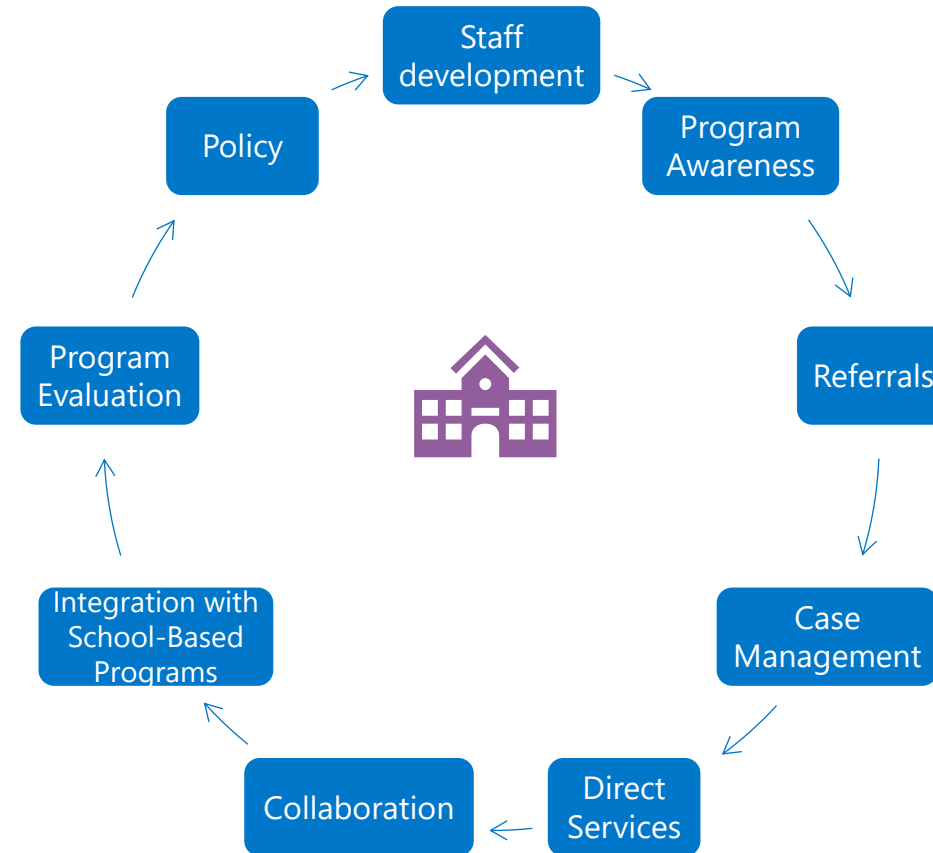 Staff
development
Program
Awareness
Referrals
Case
Management
Direct
Services
Collaboration
Integration with
School-Based
Programs
Program
Evaluation
Policy